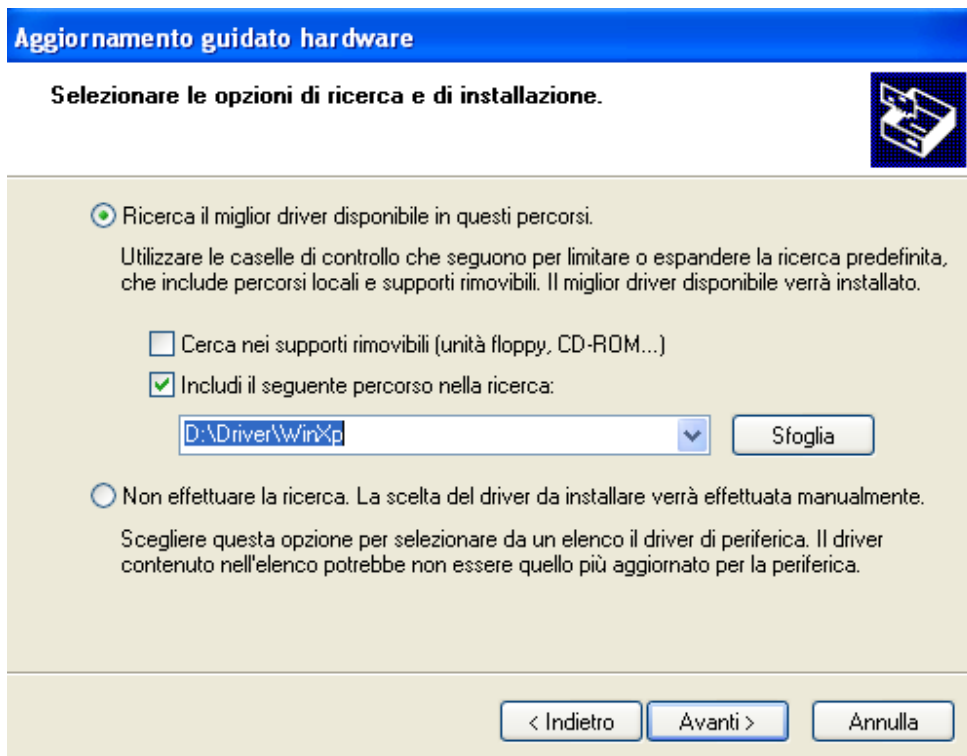 Aggiornamento guidato hardware
Selezionare le opzioni di ricerca e di installazione.
Ricerca il miglior driver disponibile in questi percorsi.
Utilizzare le caselle di controllo che seguono per limitare o espandere la ricerca predefinita,
che include percorsi locali e supporti rimovibili. Il miglior driver disponibile verrà installato.
Cerca nei supporti rimovibili (unità floppy, CD-ROM...)
Includi il seguente percorso nella ricerca:
D:\Driver\WinXp
Sfoglia
Non effettuare la ricerca. La scelta del driver da installare verrà effettuata manualmente.
Scegliere questa opzione per selezionare da un elenco il driver di periferica. Il driver
contenuto nell'elenco potrebbe non essere quello più aggiornato per la periferica.
< Indietro
Avanti >
Annulla